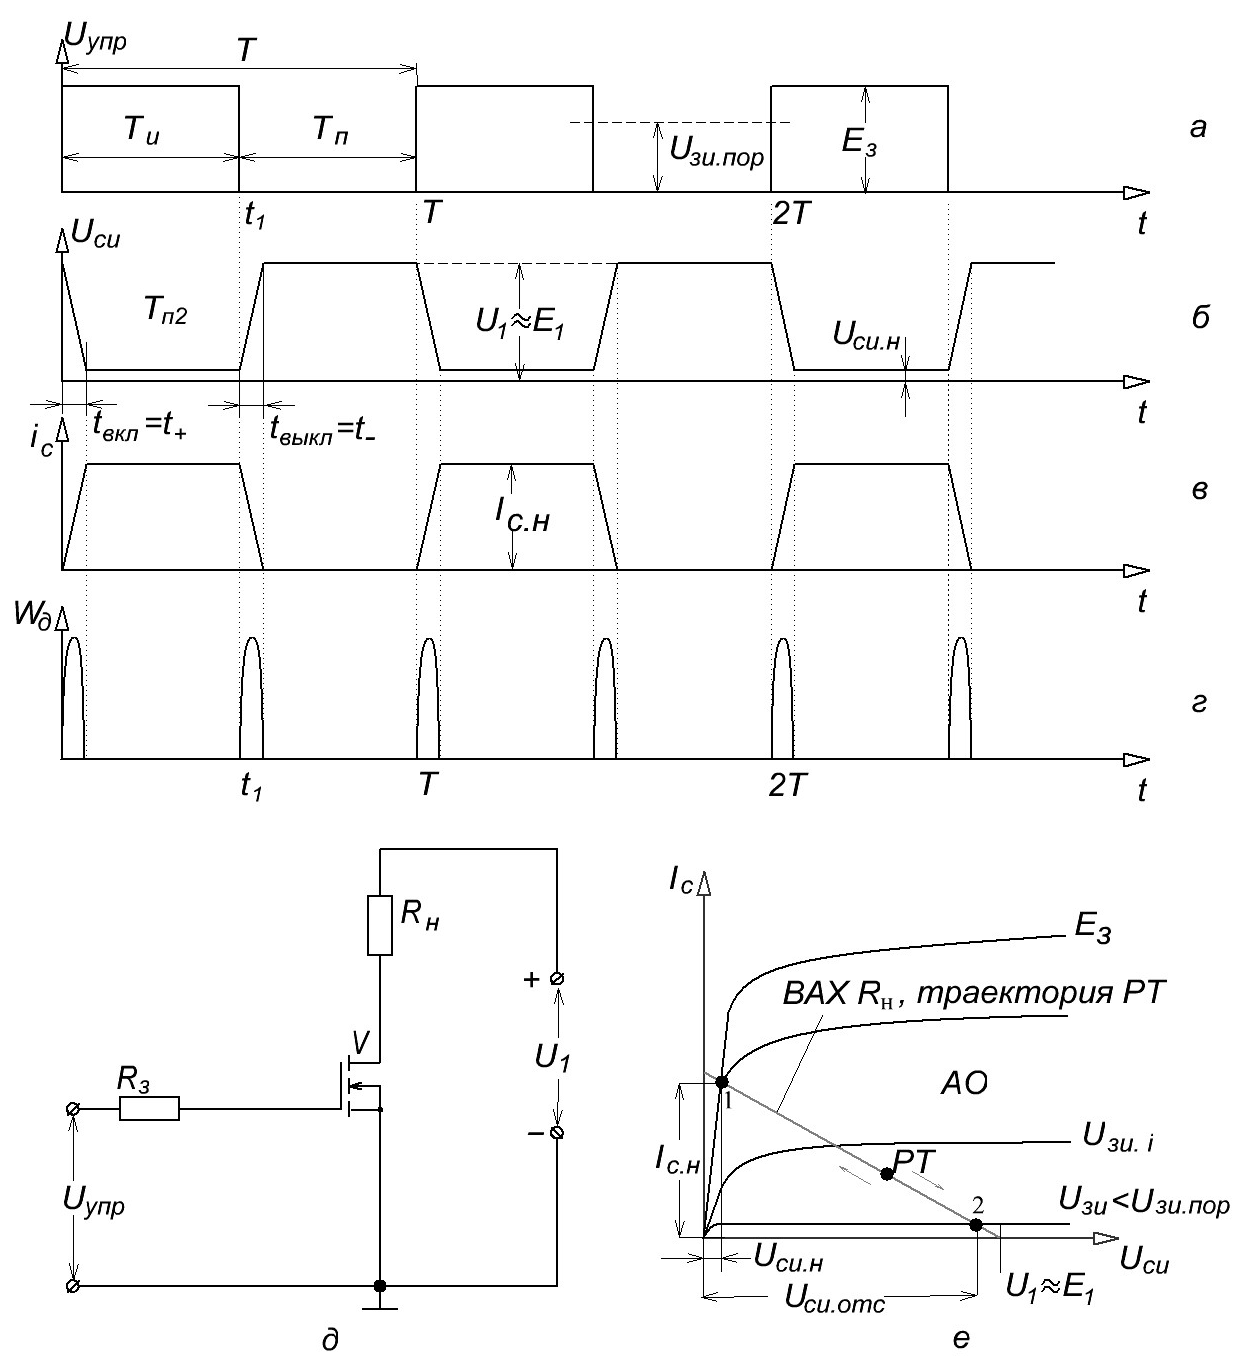 Uупр
T
Tи
Tп
Uзи.пор
Eз
а
t1
T
2T
t
Uси
Tп2
U1≈E1
Uси.н
б
tвкл=t+
tвыкл=t-
t
iс
Iс.н
в
t
Wд
г
t1
T
2T
t
Rн
+
V
U1
Rз
−
Uупр
д
Iс
Eз
ВАХ Rн, траектория РТ
АО
1
Iс.н
Uзи. i
РТ
2
Uзи<Uзи.пор
Uси.н
Uси
U1≈E1
Uси.отс
е